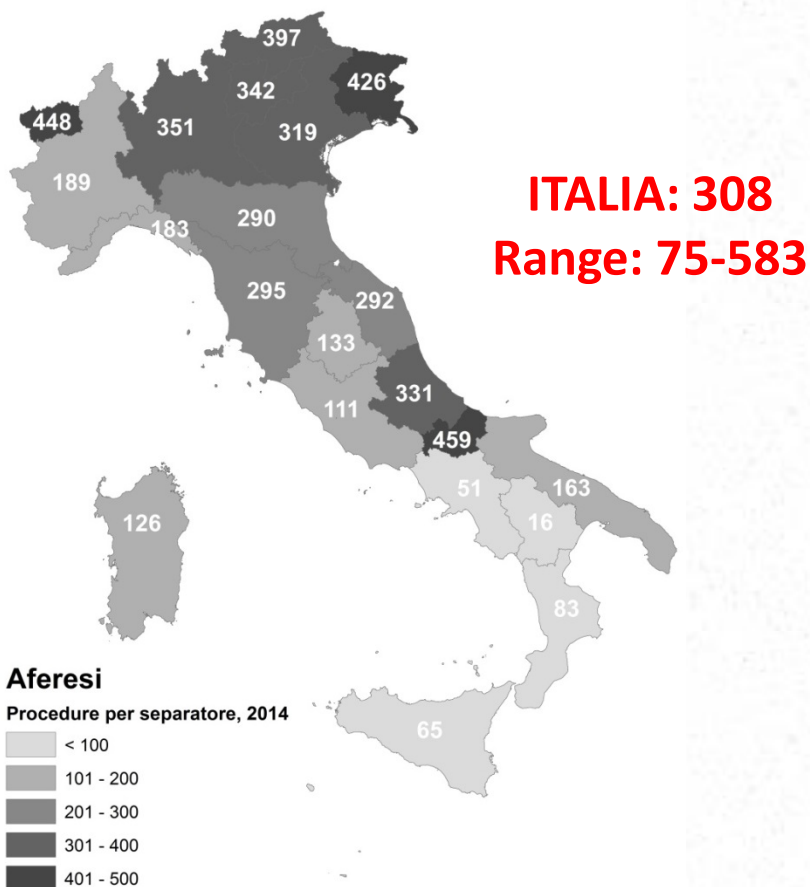 397
426
342
448
351
319
189
ITALIA: 308
183
290
Range: 75-583
295
292
133
331
111
459
51
163
126
16
83
Aferesi
Procedure per separatore, 2014
65
< 100
101 - 200
201 - 300
301 - 400
401 - 500